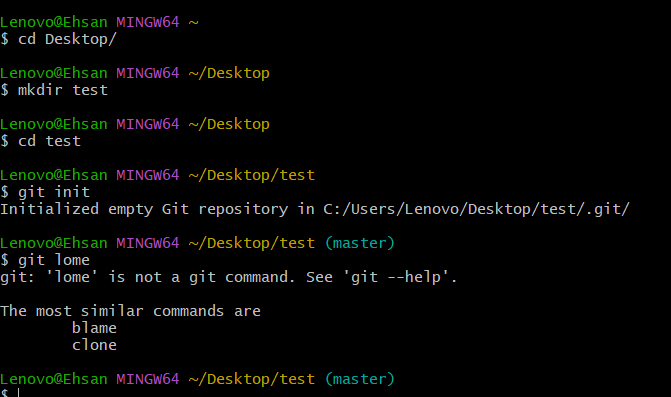 Lenovo@Ehsan MINGW64 ~
$ cd Desktop/
Lenovo@Ehsan MINGW64 ~/Desktop
$ mkdir test
Lenovo@Ehsan MINGW64 ~/Desktop
$ cd test
Lenovo@Ehsan MINGW64 ~/Desktop/test
$ git init
Initialized empty Git repository in C:/Users/Lenovo/Desktop/test/.git/
Lenovo@Ehsan MINGW64 ~/Desktop/test (master)
$ git lome
git: 'lome' is not a git command. See 'git --help'.
The most similar commands are
blame
clone
Lenovo@Ehsan MINGW64 ~/Desktop/test (master)
$